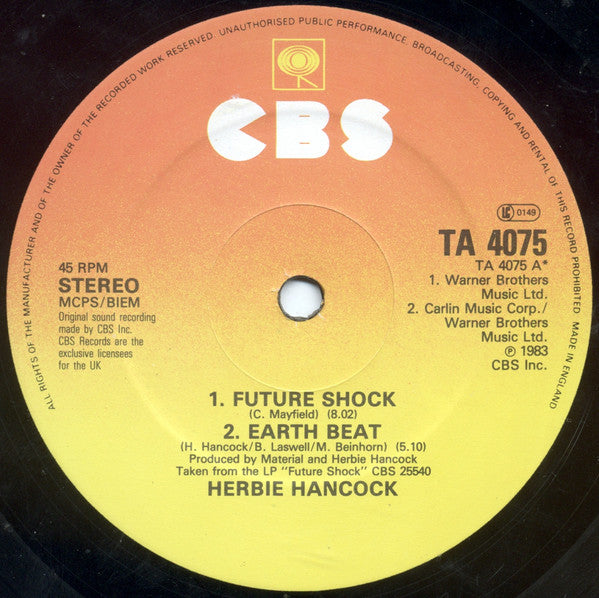 ALL RIGHTS OF THE MANUFACTURER AND OF THE OWNER OF THE RECORDED WORK RESERVED. UNAUTHORISED PUBLIC PERFORMANCE, BROADCASTING, COPYING AND RENTAL OF THIS RECORD PROHIBITED. MADE IN ENGLAND
CBS
LC 0149
45 RPM
STEREO
MCPS/BIEM
Original sound recording
made by CBS Inc.
CBS Records are the
exclusive licensees
for the UK
TA 4075
TA 4075 A*
1. Warner Brothers
Music Ltd.
2. Carlin Music Corp./
Warner Brothers
Music Ltd.
℗ 1983
CBS Inc.
1. FUTURE SHOCK
(C. Mayfield) (8.02)
2. EARTH BEAT
(H. Hancock/B. Laswell/M. Beinhorn) (5.10)
Produced by Material and Herbie Hancock
Taken from the LP "Future Shock" CBS 25540
HERBIE HANCOCK